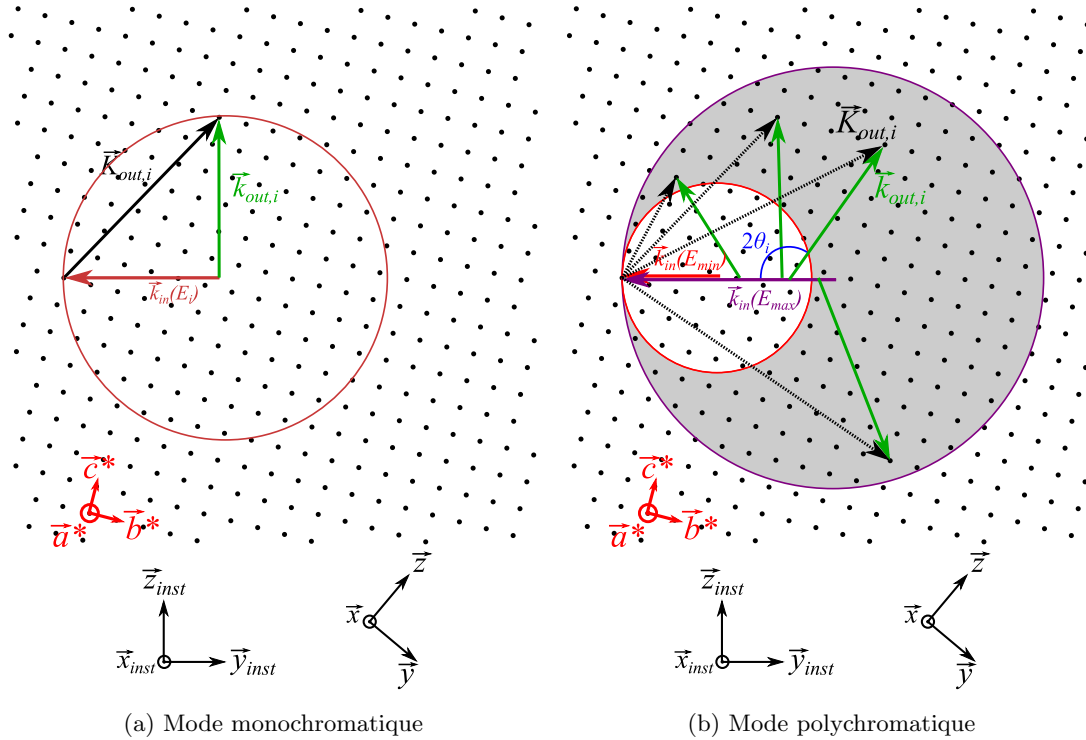 K⃗out,i
k⃗out,i
k⃗in(Ei)
c⃗*
a⃗*
b⃗*
z⃗inst
x⃗inst
y⃗inst
z⃗
x⃗
y⃗
(a) Mode monochromatique
K⃗out,i
k⃗out,i
2θi
k⃗in(Emin)
k⃗in(Emax)
c⃗*
a⃗*
b⃗*
z⃗inst
x⃗inst
y⃗inst
z⃗
x⃗
y⃗
(b) Mode polychromatique